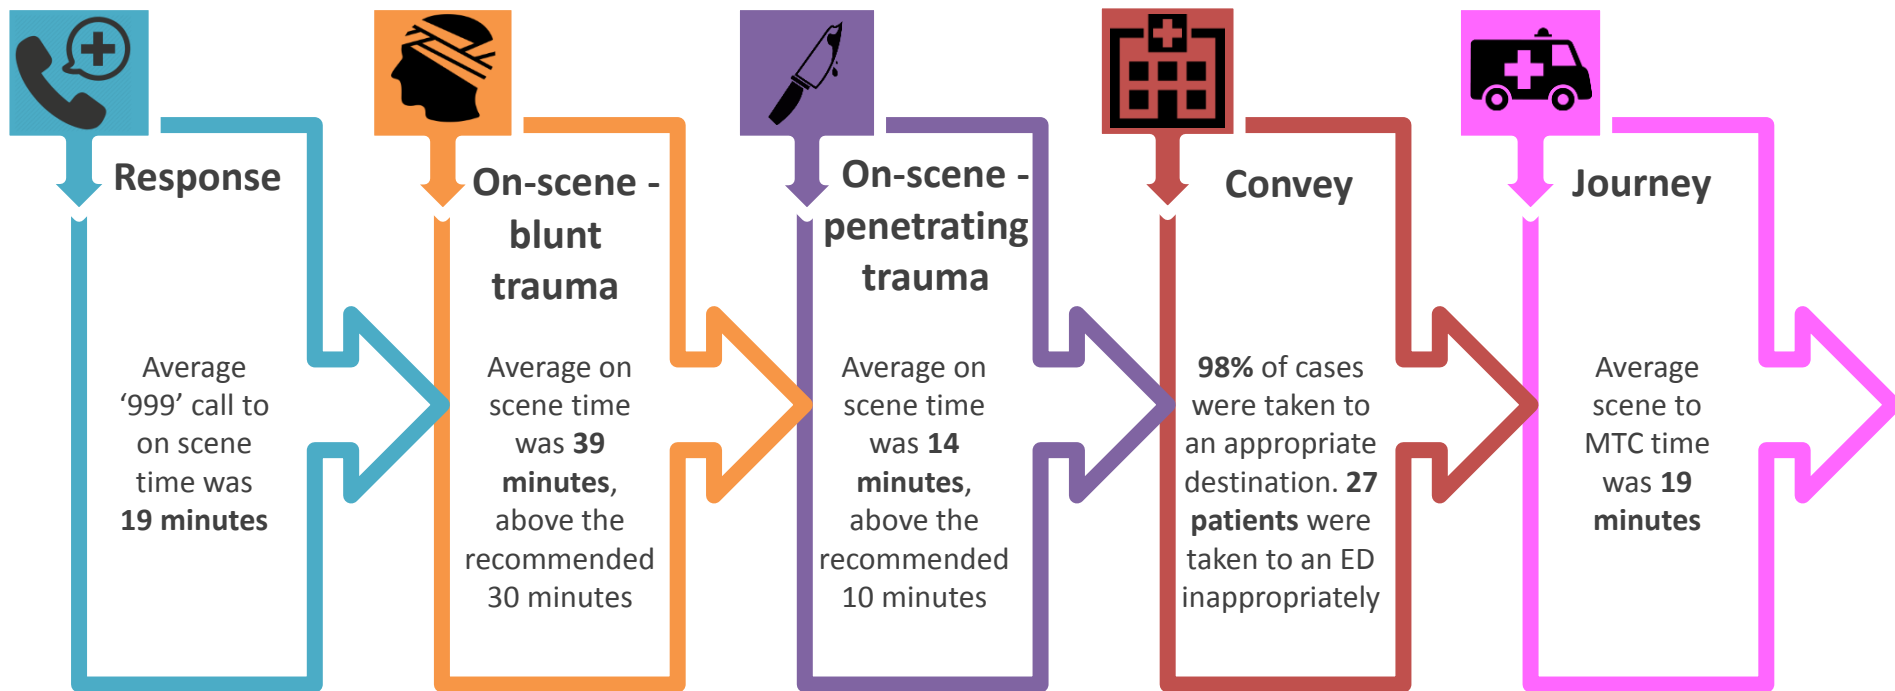 Response
Average
‘999’ call to
on scene
time was
19 minutes
On-scene -
blunt
trauma
Average on
scene time
was 39
minutes,
above the
recommended
30 minutes
On-scene -
penetrating
trauma
Average on
scene time
was 14
minutes,
above the
recommended
10 minutes
Convey
98% of cases
were taken to
an appropriate
destination. 27
patients were
taken to an ED
inappropriately
Journey
Average
scene to
MTC time
was 19
minutes